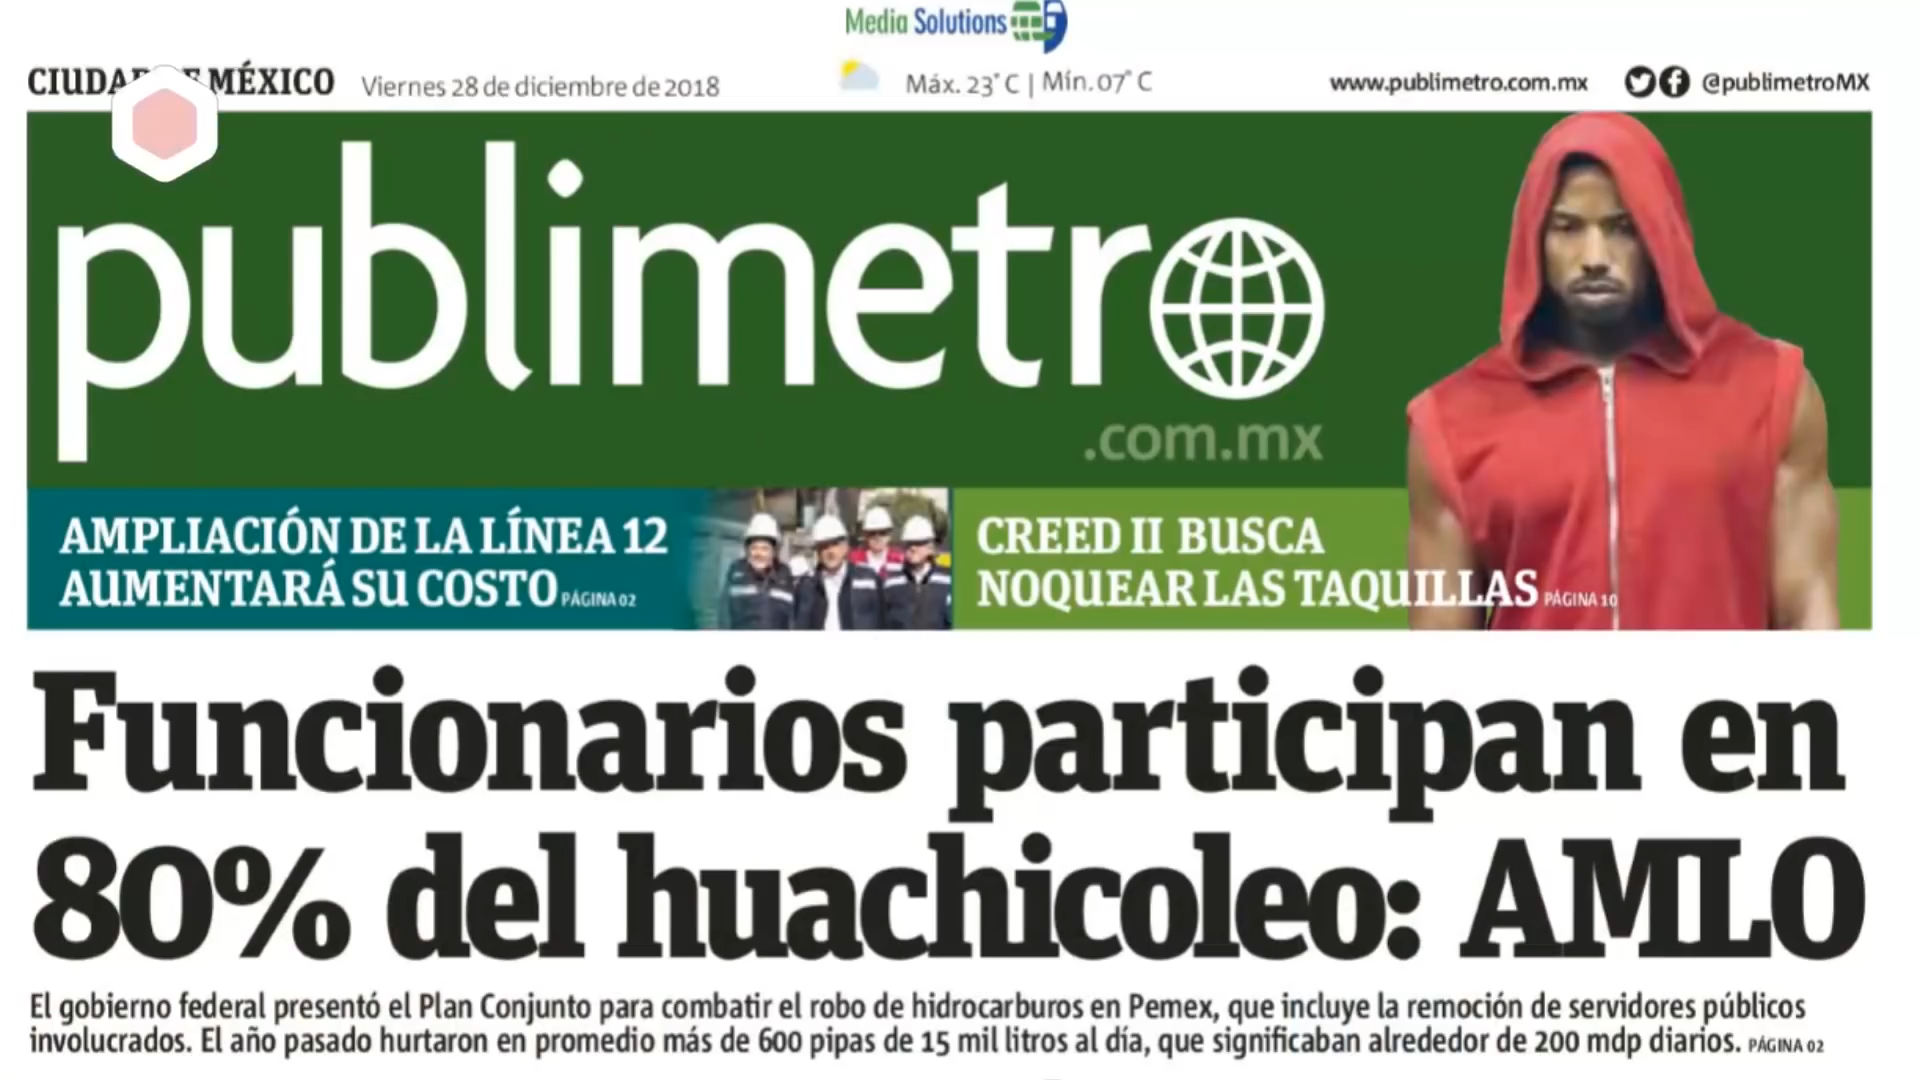 Media Solutions
CIUDAD DE MÉXICO Viernes 28 de diciembre de 2018 Máx. 23° C | Mín. 07° C www.publimetro.com.mx @publimetroMX
publimetro
.com.mx
AMPLIACIÓN DE LA LÍNEA 12
AUMENTARÁ SU COSTO PÁGINA 02
CREED II BUSCA
NOQUEAR LAS TAQUILLAS PÁGINA 10
Funcionarios participan en
80% del huachicoleo: AMLO
El gobierno federal presentó el Plan Conjunto para combatir el robo de hidrocarburos en Pemex, que incluye la remoción de servidores públicos
involucrados. El año pasado hurtaron en promedio más de 600 pipas de 15 mil litros al día, que significaban alrededor de 200 mdp diarios. PÁGINA 02